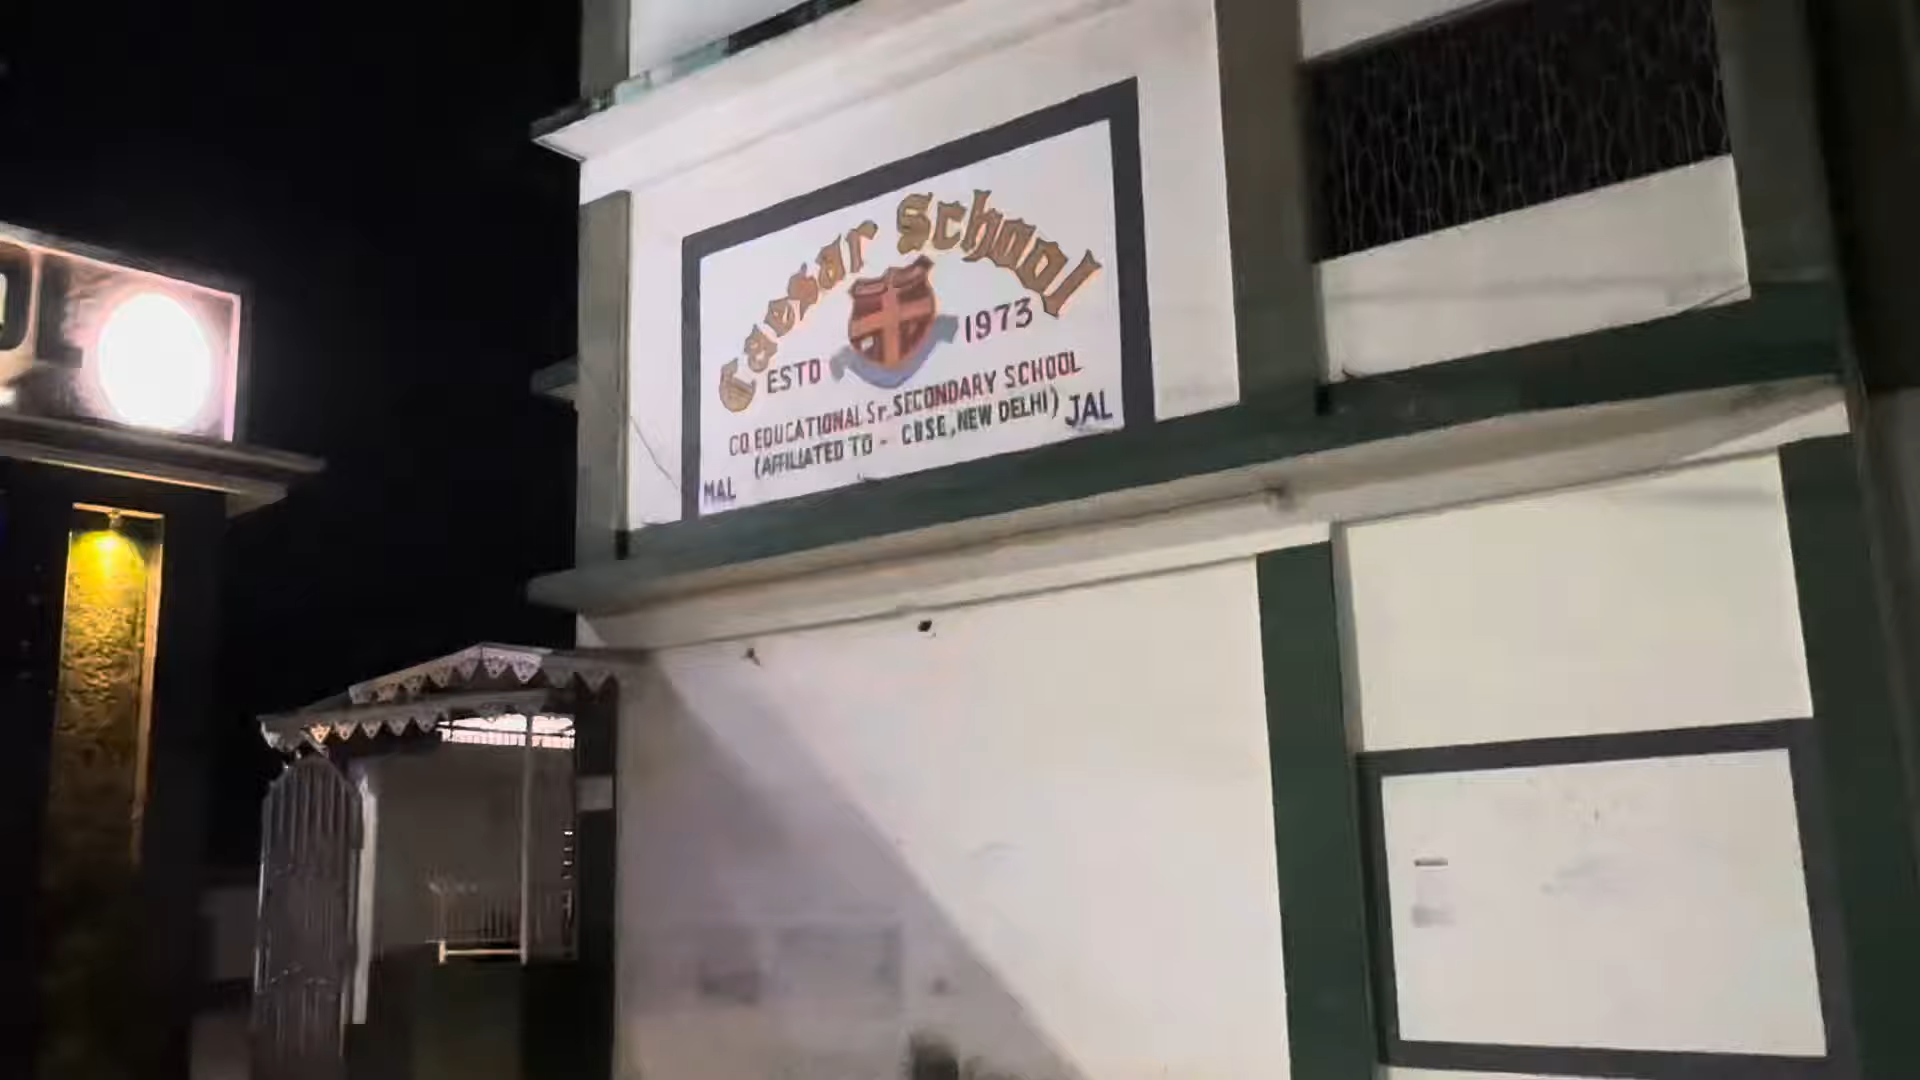 Caesar School
ESTD 1973
CO.EDUCATIONAL Sr. SECONDARY SCHOOL
(AFFILIATED TO - CBSE, NEW DELHI)
MAL JAL